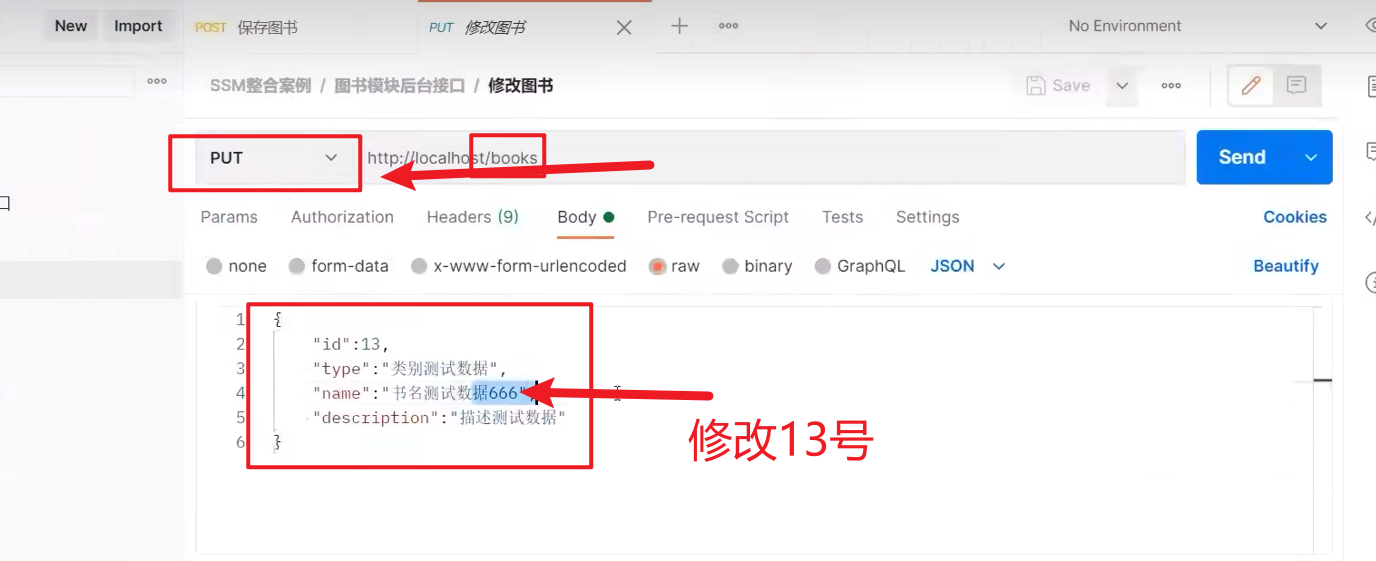 New Import POST 保存图书 PUT 修改图书 No Environment
SSM整合案例 / 图书模块后台接口 / 修改图书 Save
PUT http://localhost/books Send
口
Params Authorization Headers (9) Body Pre-request Script Tests Settings Cookies
none form-data x-www-form-urlencoded raw binary GraphQL JSON Beautify
1 {
2 "id":13,
3 "type":"类别测试数据",
4 "name":"书名测试数据666",
5 "description":"描述测试数据"
6 }
修改13号